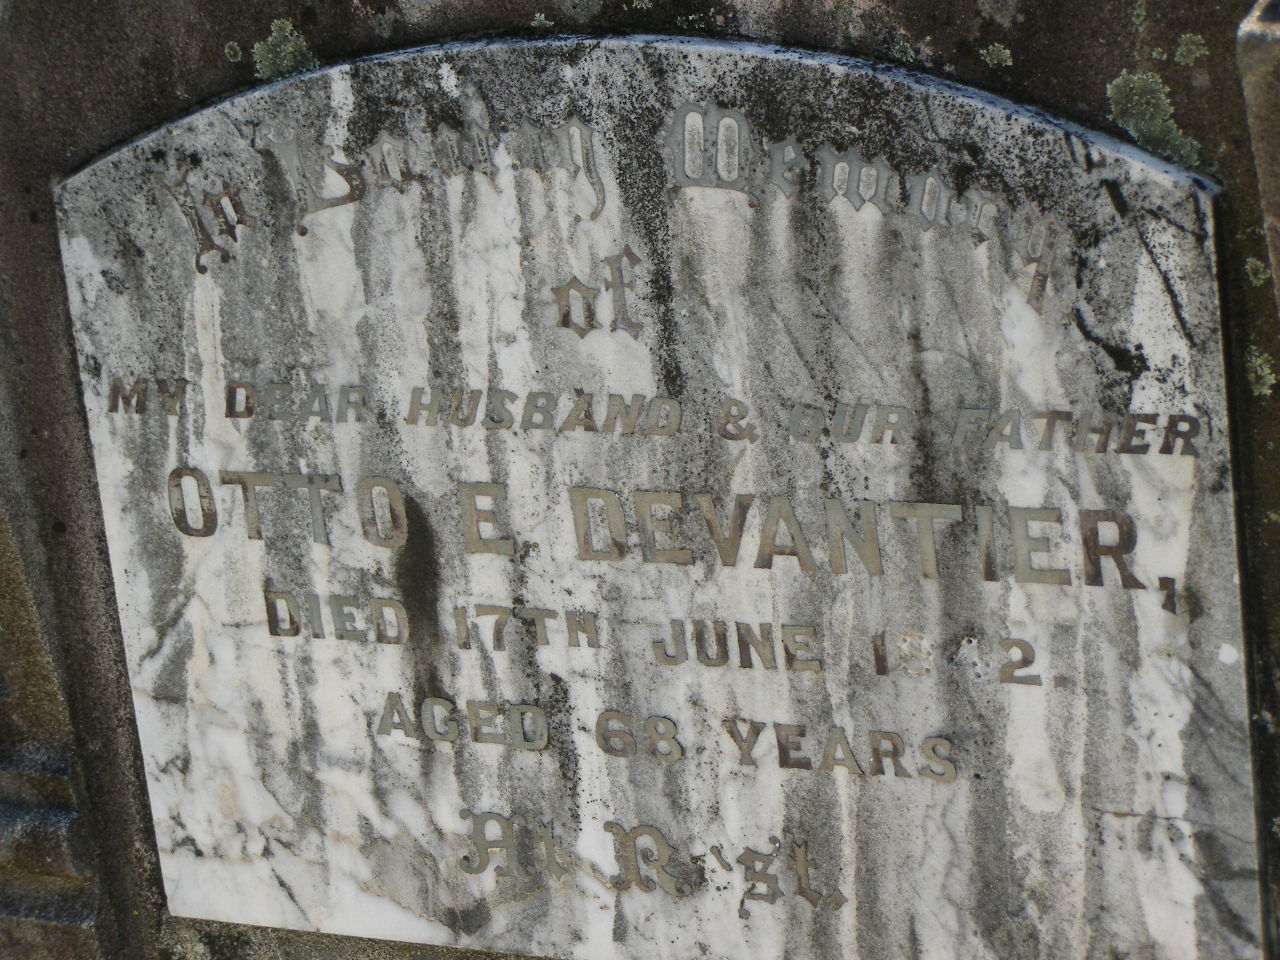 In Loving Memory
of
MY DEAR HUSBAND & OUR FATHER
OTTO E DEVANTIER,
DIED 17TH JUNE 1942
AGED 68 YEARS
At Rest.